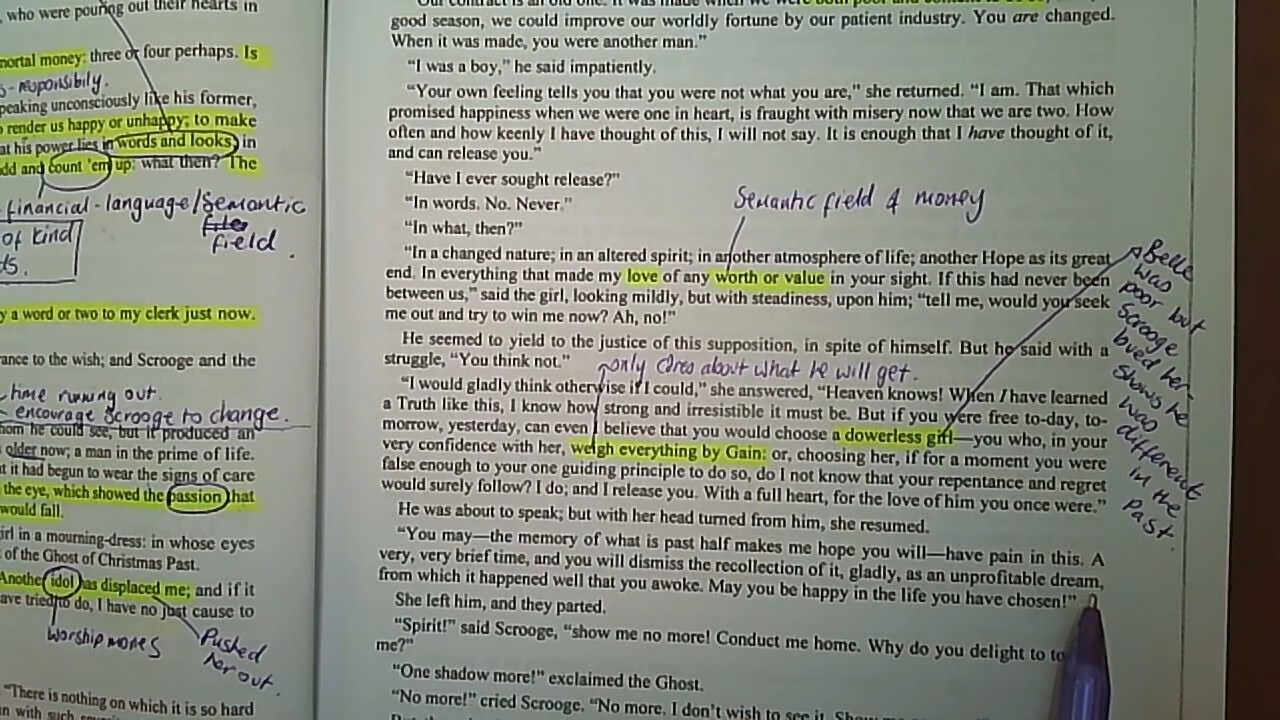 who were pouring out their hearts in
mortal money: three or four perhaps. Is
s-responsibily.
peaking unconsciously like his former,
render us happy or unhappy; to make
at his power lies in words and looks; in
add and count 'em up: what then? The
financial-language/Semantic
field.
of kind
y a word or two to my clerk just now.
rance to the wish; and Scrooge and the
time running out.
encourage Scrooge to change.
whom he could see, but it produced an
older now; a man in the prime of life.
it had begun to wear the signs of care
the eye, which showed the passion that
would fall.
girl in a mourning-dress: in whose eyes
of the Ghost of Christmas Past.
Another idol has displaced me; and if it
have tried to do, I have no just cause to
Worship money
Pushed
her out.
"There is nothing on which it is so hard
good season, we could improve our worldly fortune by our patient industry. You are changed.
When it was made, you were another man."
"I was a boy," he said impatiently.
"Your own feeling tells you that you were not what you are," she returned. "I am. That which
promised happiness when we were one in heart, is fraught with misery now that we are two. How
often and how keenly I have thought of this, I will not say. It is enough that I have thought of it,
and can release you."
"Have I ever sought release?"
"In words. No. Never."
Semantic field of money
"In what, then?"
"In a changed nature; in an altered spirit; in another atmosphere of life; another Hope as its great
end. In everything that made my love of any worth or value in your sight. If this had never been
between us," said the girl, looking mildly, but with steadiness, upon him; "tell me, would you seek
me out and try to win me now? Ah, no!"
He seemed to yield to the justice of this supposition, in spite of himself. But he said with a
struggle, "You think not."
only cares about what he will get.
"I would gladly think otherwise if I could," she answered, "Heaven knows! When I have learned
a Truth like this, I know how strong and irresistible it must be. But if you were free to-day, to-
morrow, yesterday, can even I believe that you would choose a dowerless girl—you who, in your
very confidence with her, weigh everything by Gain: or, choosing her, if for a moment you were
false enough to your one guiding principle to do so, do I not know that your repentance and regret
would surely follow? I do; and I release you. With a full heart, for the love of him you once were."
He was about to speak; but with her head turned from him, she resumed.
"You may—the memory of what is past half makes me hope you will—have pain in this. A
very, very brief time, and you will dismiss the recollection of it, gladly, as an unprofitable dream,
from which it happened well that you awoke. May you be happy in the life you have chosen!"
She left him, and they parted.
"Spirit!" said Scrooge, "show me no more! Conduct me home. Why do you delight to
me?"
"One shadow more!" exclaimed the Ghost.
"No more!" cried Scrooge. "No more. I don't wish to see it. Show
Belle
was
poor but
Scrooge
loved her
Shows he
was
different
in the
past.